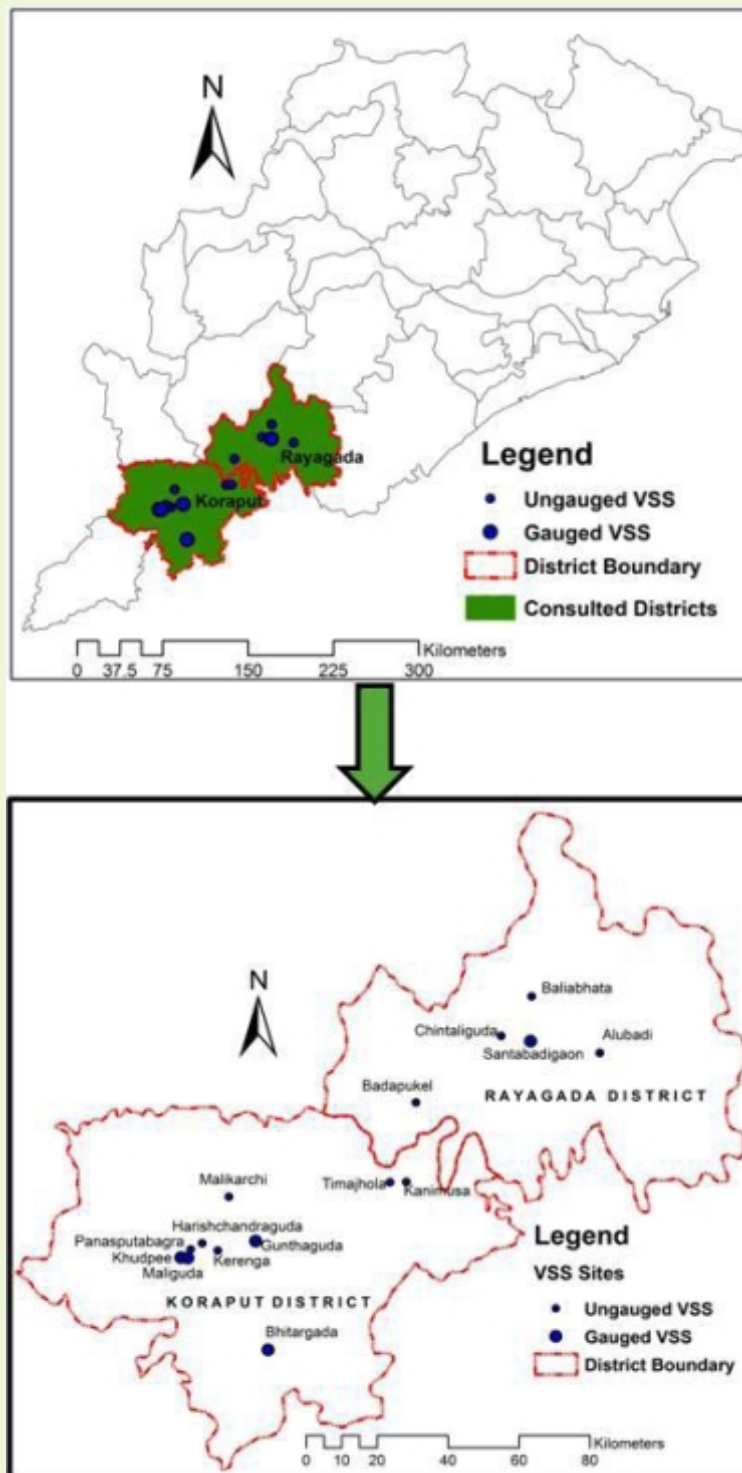 N
Rayagada
Koraput
Legend
Ungauged VSS
Gauged VSS
District Boundary
Consulted Districts
Kilometers
0 37.5 75 150 225 300
N
Baliabhata
Chintaliguda
Alubadi
Santabadigaon
Badapukel
RAYAGADA DISTRICT
Malikarchi
Timajhola
Kanimusa
Harishchandraguda
Panasputabagra
Gunthaguda
Khudpee
Kerenga
Maliguda
KORAPUT DISTRICT
Bhitargada
Legend
VSS Sites
Ungauged VSS
Gauged VSS
District Boundary
Kilometers
0 10 20 40 60 80